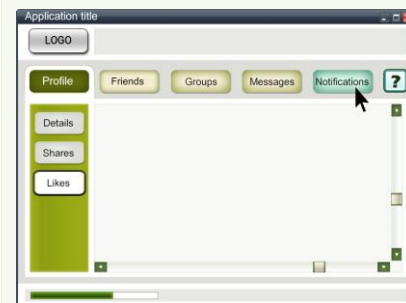 Application title
LOGO
Profile Friends Groups Messages Notifications ?
Details
Shares
Likes